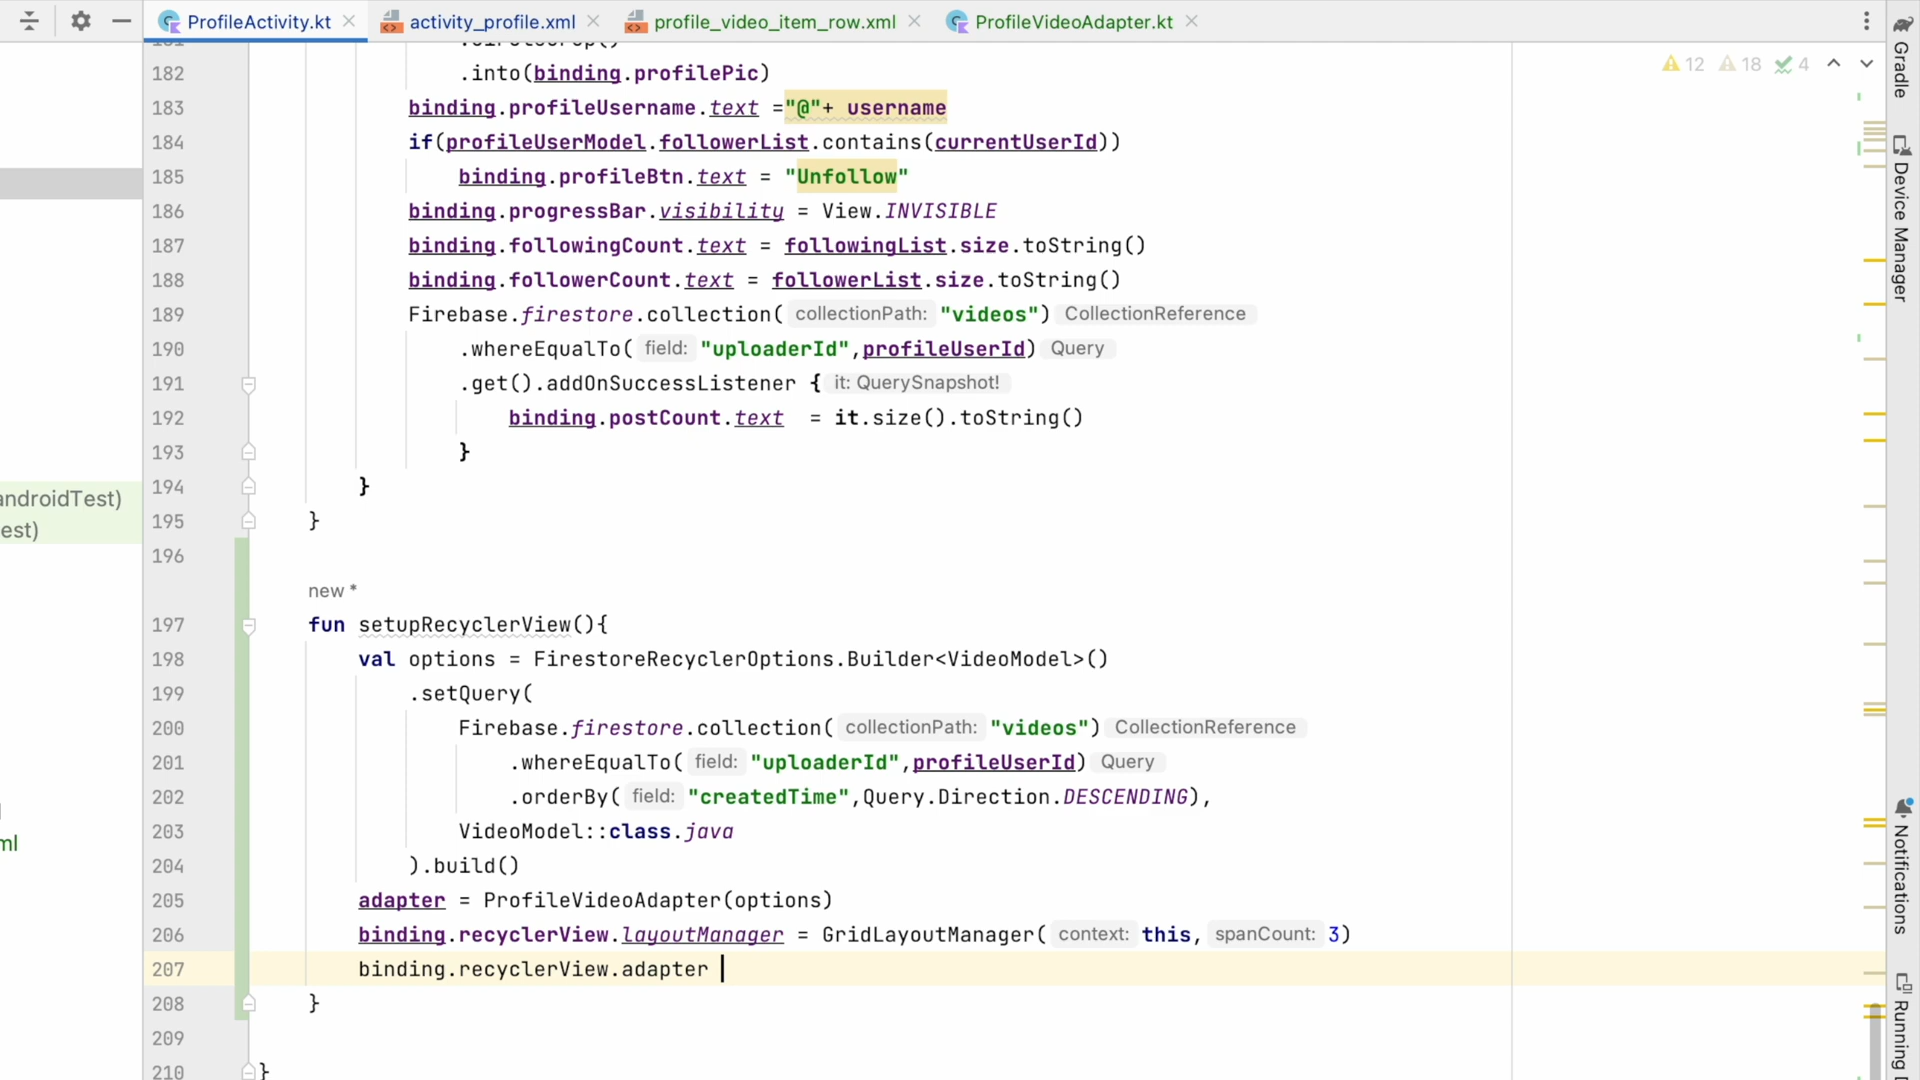 ProfileActivity.kt
activity_profile.xml
profile_video_item_row.xml
ProfileVideoAdapter.kt
12 18 4
182 .into(binding.profilePic)
183 binding.profileUsername.text ="@"+ username
184 if(profileUserModel.followerList.contains(currentUserId))
185 binding.profileBtn.text = "Unfollow"
186 binding.progressBar.visibility = View.INVISIBLE
187 binding.followingCount.text = followingList.size.toString()
188 binding.followerCount.text = followerList.size.toString()
189 Firebase.firestore.collection( collectionPath: "videos") CollectionReference
190 .whereEqualTo( field: "uploaderId",profileUserId) Query
191 .get().addOnSuccessListener { it: QuerySnapshot!
192 binding.postCount.text = it.size().toString()
193 }
194 }
195 }
196
new *
197 fun setupRecyclerView(){
198 val options = FirestoreRecyclerOptions.Builder<VideoModel>()
199 .setQuery(
200 Firebase.firestore.collection( collectionPath: "videos") CollectionReference
201 .whereEqualTo( field: "uploaderId",profileUserId) Query
202 .orderBy( field: "createdTime",Query.Direction.DESCENDING),
203 VideoModel::class.java
204 ).build()
205 adapter = ProfileVideoAdapter(options)
206 binding.recyclerView.layoutManager = GridLayoutManager( context: this, spanCount: 3)
207 binding.recyclerView.adapter
208 }
209
210 }
androidTest)
est)
ml
Gradle
Device Manager
Notifications
Running